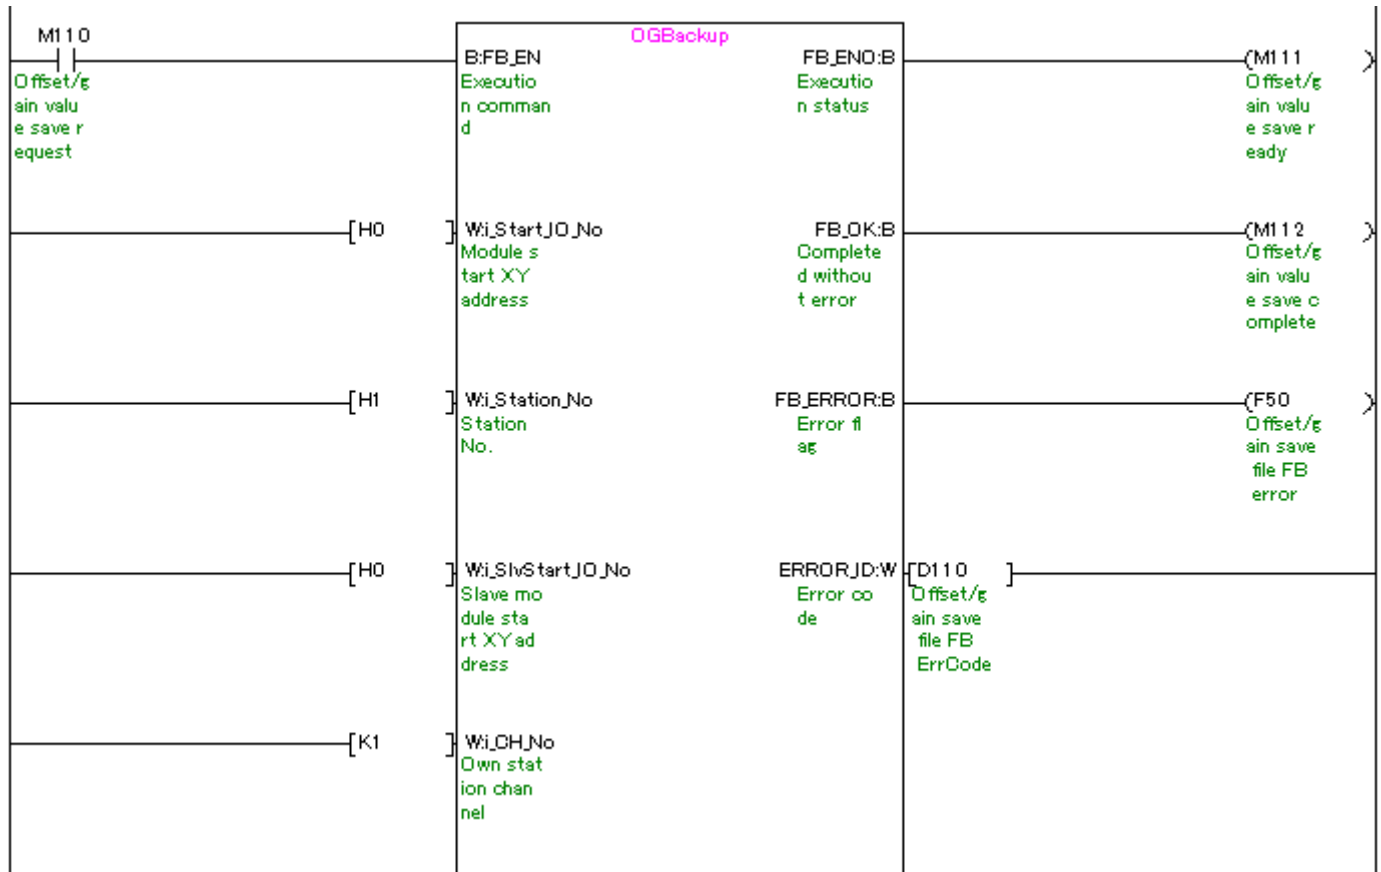 M110
OGBackup
B:FB_EN
FB_ENO:B
(M111 )
Offset/g
ain valu
e save r
equest
Executio
n comman
d
Executio
n status
Offset/g
ain valu
e save r
eady
[H0 ]
W:i_Start_IO_No
FB_OK:B
(M112 )
Module s
tart XY
address
Complete
d withou
t error
Offset/g
ain valu
e save c
omplete
[H1 ]
W:i_Station_No
FB_ERROR:B
(F50 )
Station
No.
Error fl
ag
Offset/g
ain save
file FB
error
[H0 ]
W:i_SlvStart_IO_No
ERROR_ID:W
[D110 ]
Slave mo
dule sta
rt XY ad
dress
Error co
de
Offset/g
ain save
file FB
ErrCode
[K1 ]
W:i_CH_No
Own stat
ion chan
nel